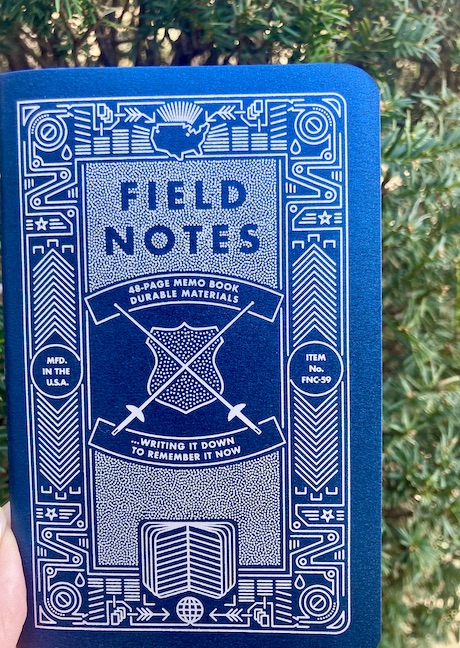 FIELD
NOTES
48-PAGE MEMO BOOK
DURABLE MATERIALS
MFD.
IN THE
U.S.A.
ITEM
No.
FNC-59
...WRITING IT DOWN
TO REMEMBER IT NOW